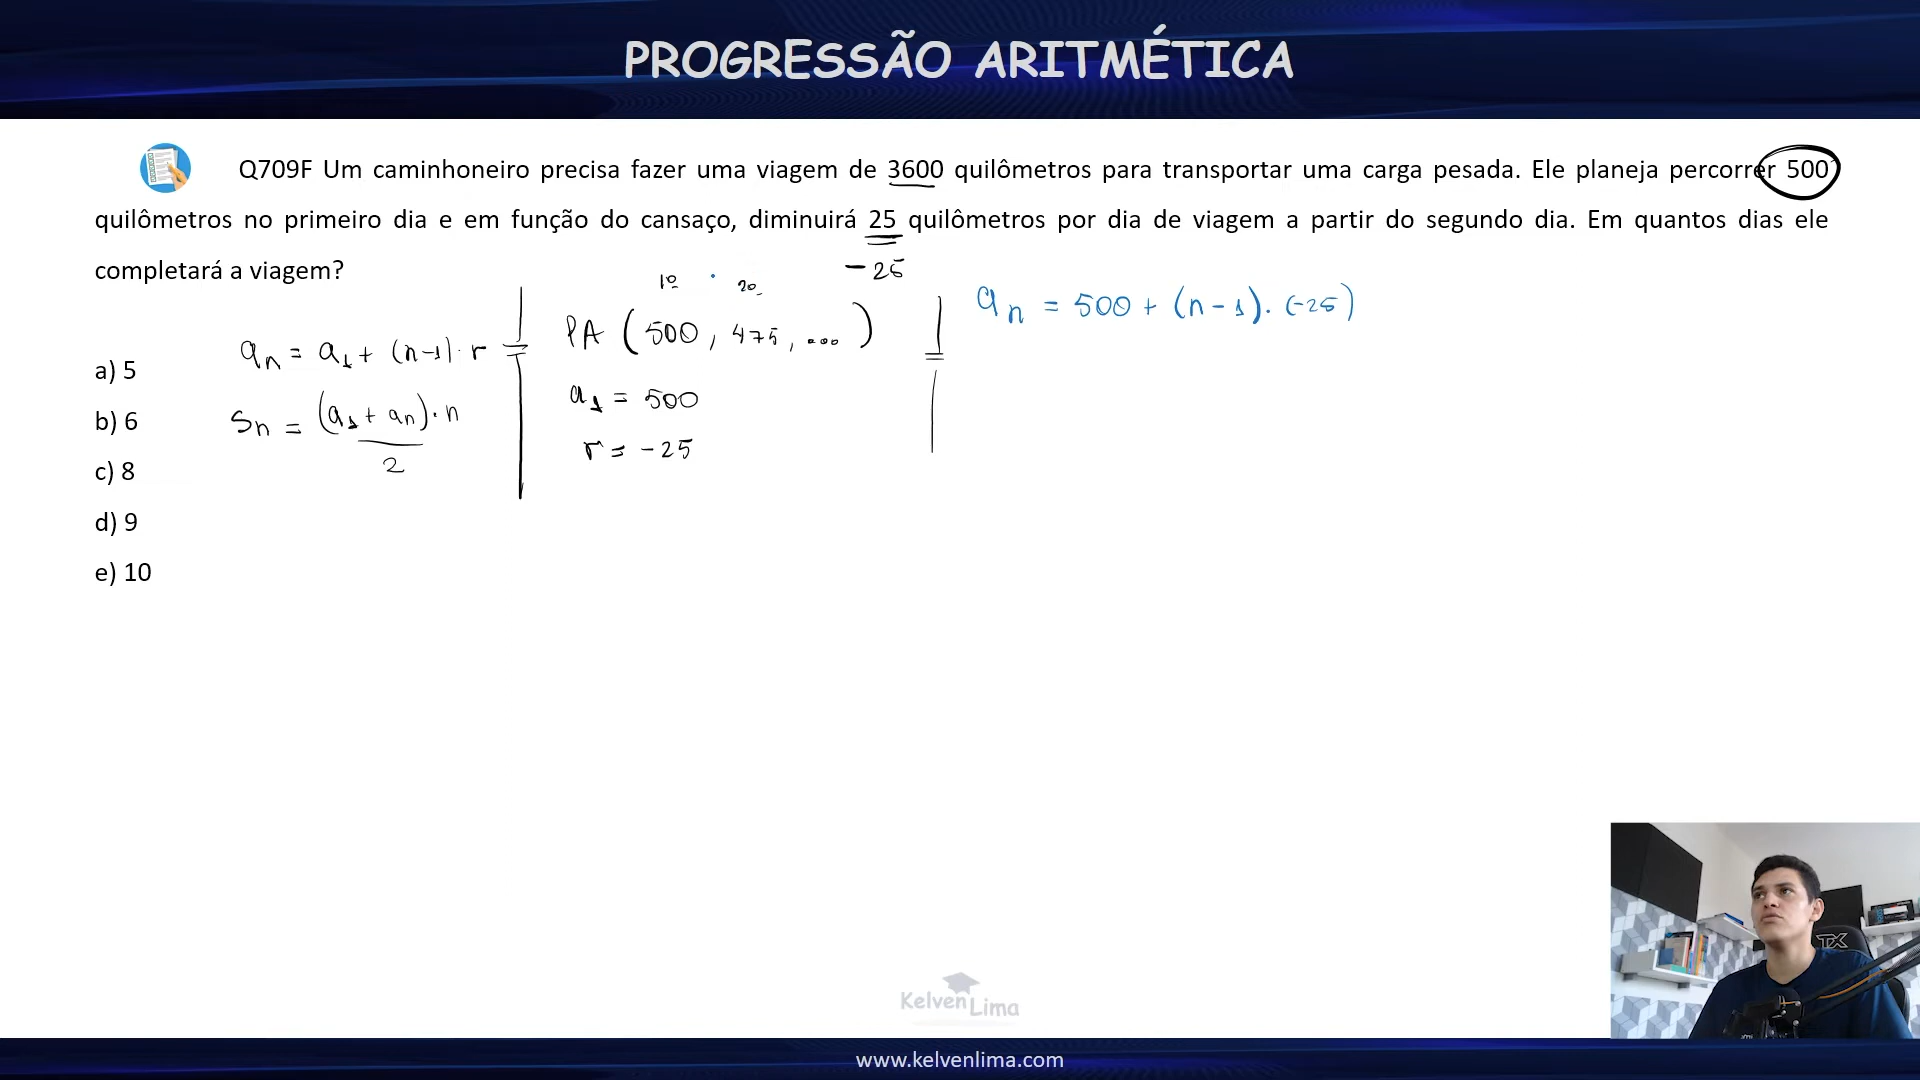 PROGRESSÃO ARITMÉTICA
Q709F Um caminhoneiro precisa fazer uma viagem de 3600 quilômetros para transportar uma carga pesada. Ele planeja percorrer 500
quilômetros no primeiro dia e em função do cansaço, diminuirá 25 quilômetros por dia de viagem a partir do segundo dia. Em quantos dias ele
completará a viagem?
- 25
a) 5
b) 6
c) 8
d) 9
e) 10
an = a1 + (n-1) · r
Sn = (a1 + an) · n / 2
1º 2º
PA (500, 475, ...)
a1 = 500
r = -25
an = 500 + (n - 1) · (-25)
TX
Kelven Lima
www.kelvenlima.com